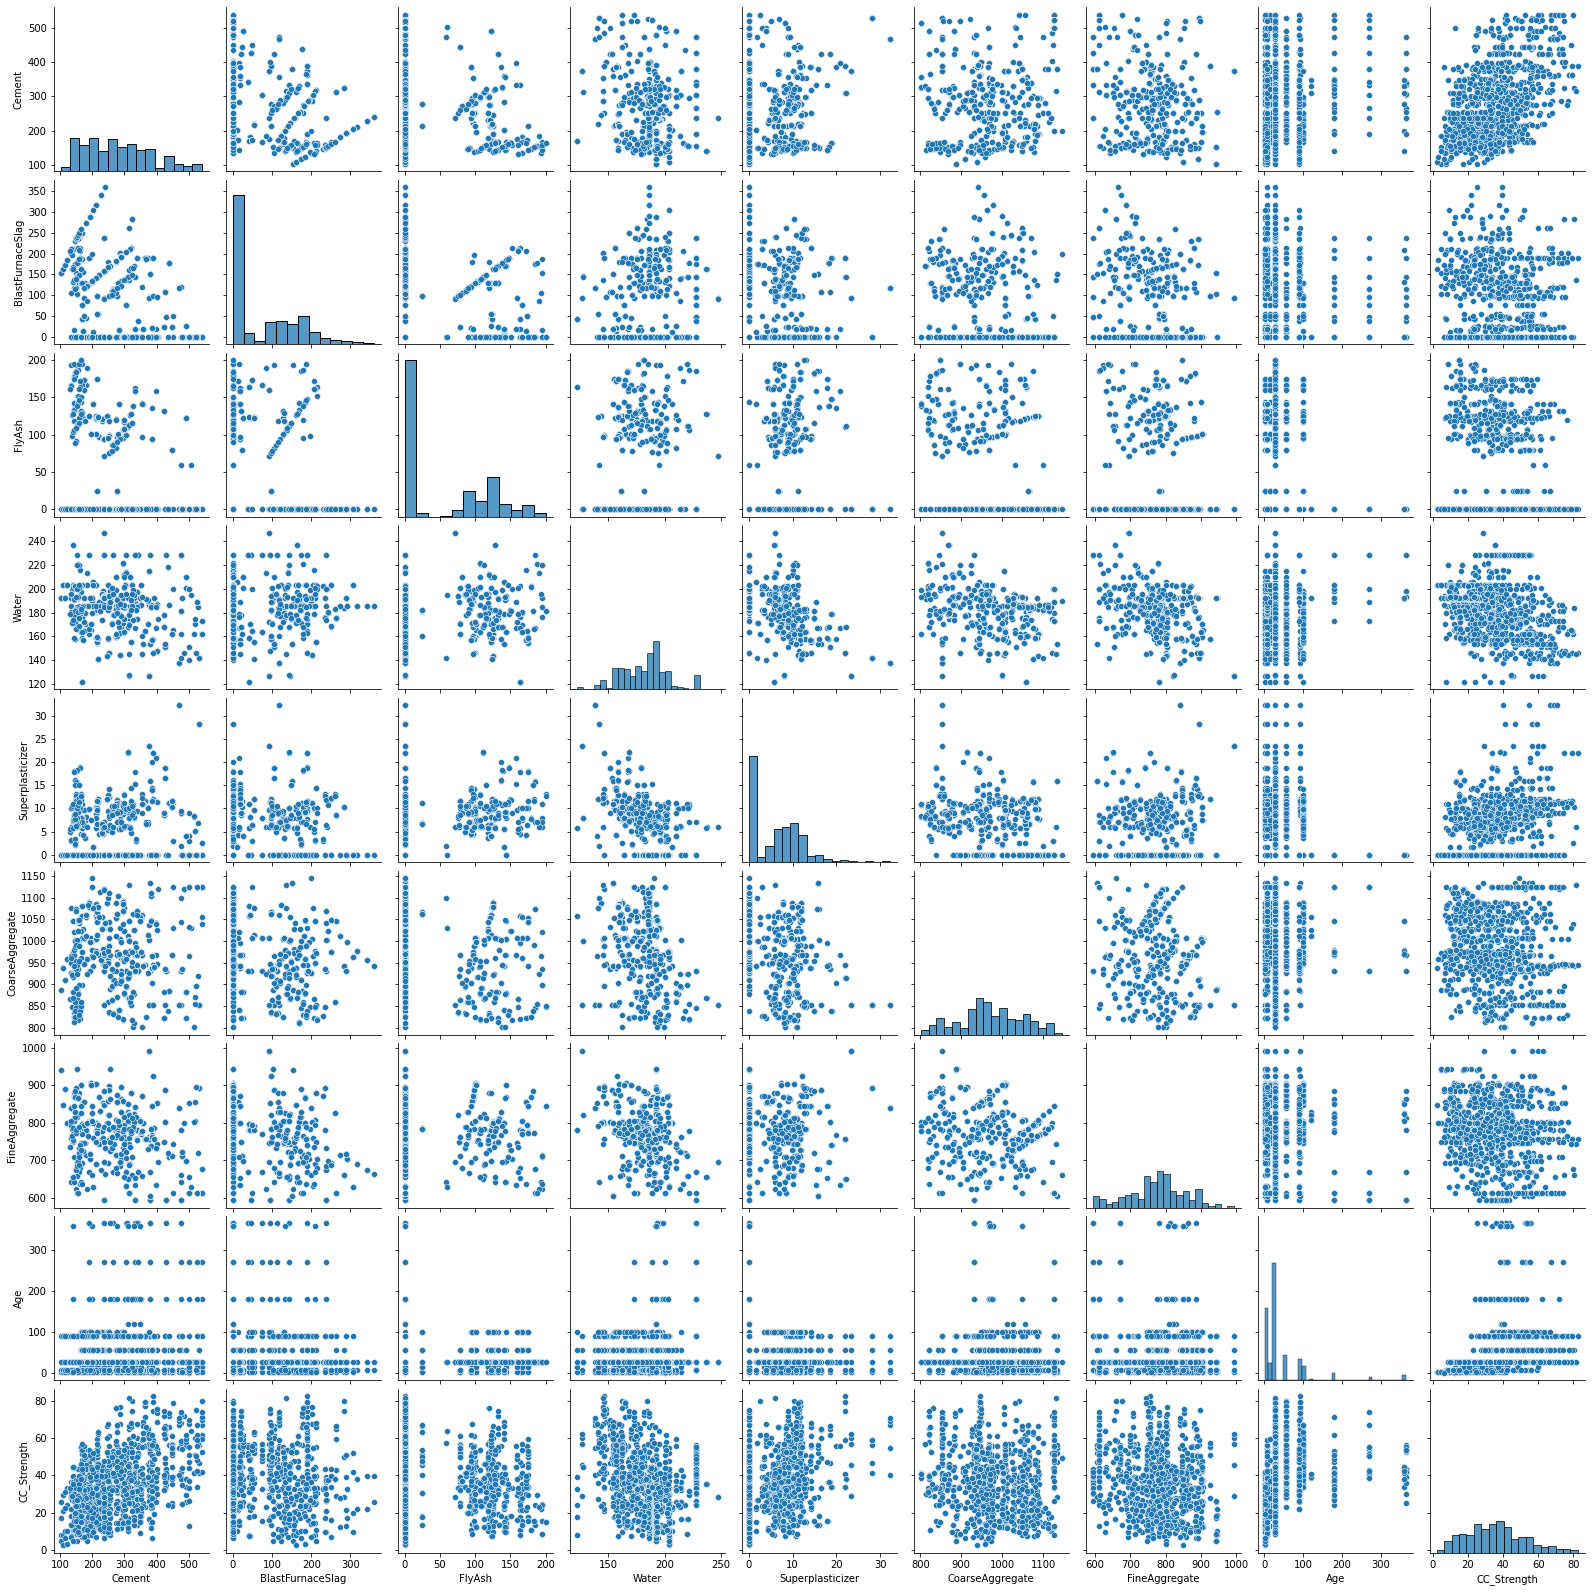 500
400
300
200
100
Cement
350
300
250
200
150
100
50
0
BlastFurnaceSlag
200
150
100
50
0
FlyAsh
240
220
200
180
160
140
120
Water
30
25
20
15
10
5
0
Superplasticizer
1150
1100
1050
1000
950
900
850
800
CoarseAggregate
1000
900
800
700
600
FineAggregate
300
200
100
0
Age
80
60
40
20
0
CC_Strength
100 200 300 400 500
0 100 200 300
0 50 100 150 200
150 200 250
0 10 20 30
800 900 1000 1100
600 700 800 900 1000
0 100 200 300
0 20 40 60 80
Cement
BlastFurnaceSlag
FlyAsh
Water
Superplasticizer
CoarseAggregate
FineAggregate
Age
CC_Strength